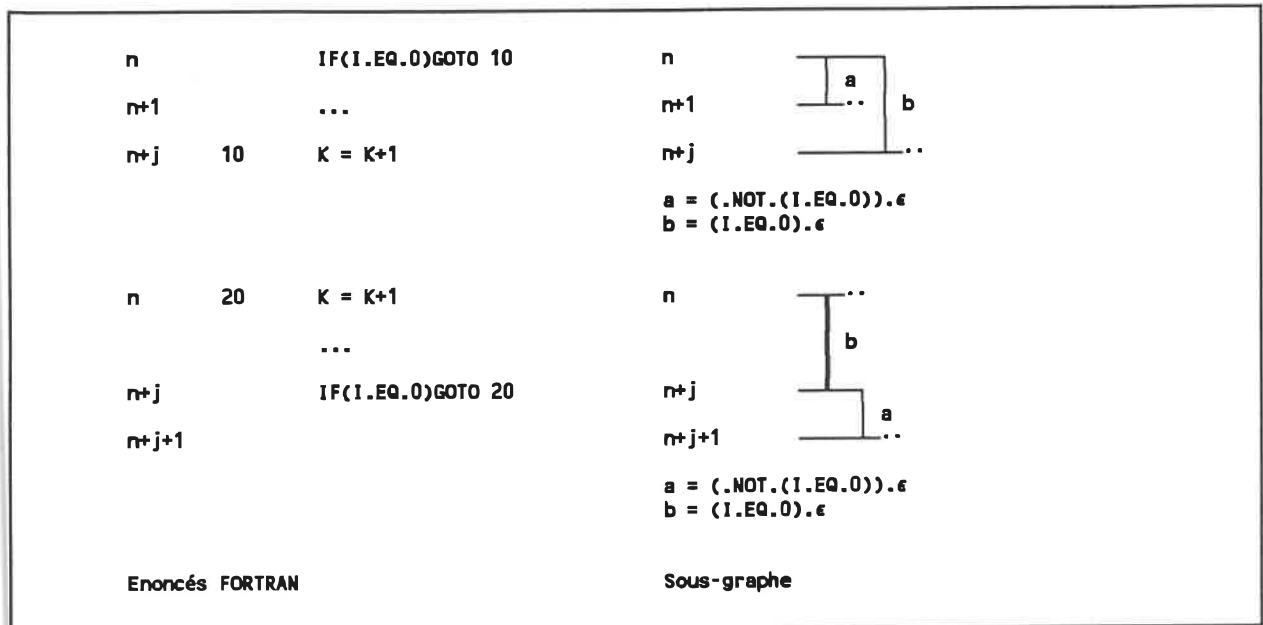 n IF(I.EQ.0)GOTO 10 n
a
n+1 ... n+1 .. b
n+j 10 K = K+1 n+j ..
a = (.NOT.(I.EQ.0)).ε
b = (I.EQ.0).ε
n 20 K = K+1 n ..
... b
n+j IF(I.EQ.0)GOTO 20 n+j
a
n+j+1 n+j+1 ..
a = (.NOT.(I.EQ.0)).ε
b = (I.EQ.0).ε
Enoncés FORTRAN Sous-graphe